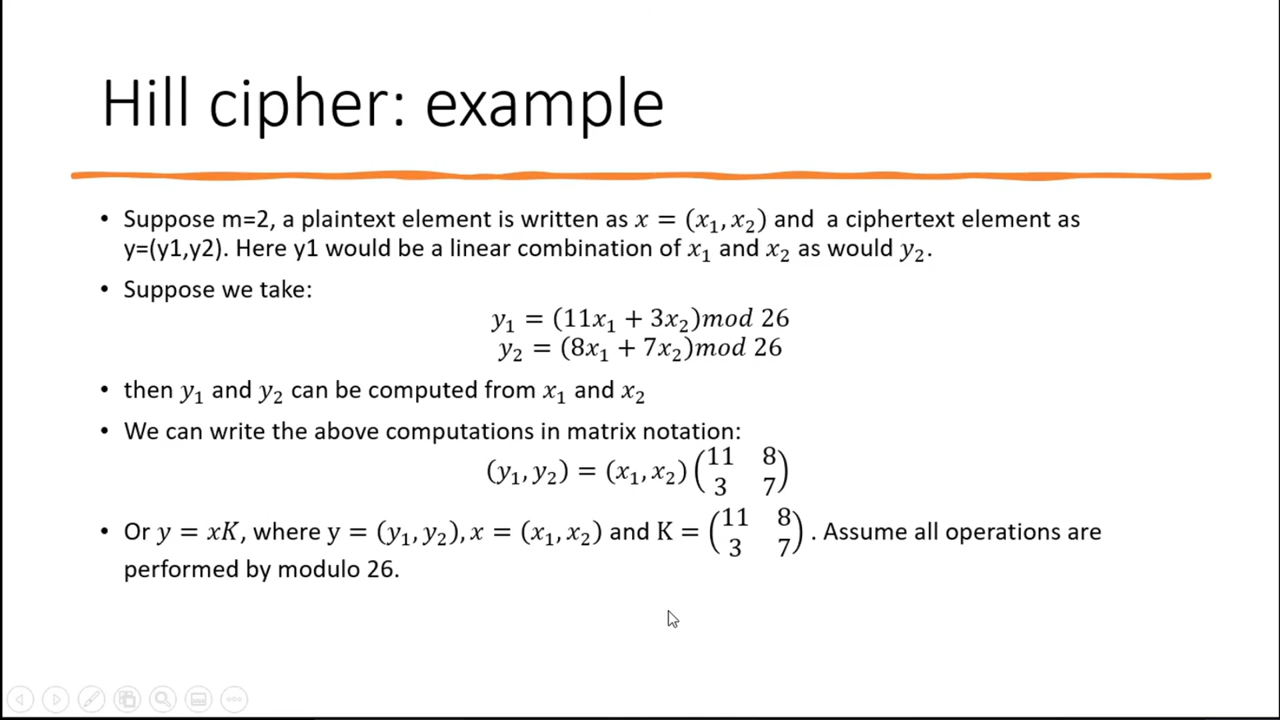 Hill cipher: example
• Suppose m=2, a plaintext element is written as 𝑥 = (𝑥₁, 𝑥₂) and a ciphertext element as
y=(y1,y2). Here y1 would be a linear combination of 𝑥₁ and 𝑥₂ as would 𝑦₂.
• Suppose we take:
𝑦₁ = (11𝑥₁ + 3𝑥₂)𝑚𝑜𝑑 26
𝑦₂ = (8𝑥₁ + 7𝑥₂)𝑚𝑜𝑑 26
• then 𝑦₁ and 𝑦₂ can be computed from 𝑥₁ and 𝑥₂
• We can write the above computations in matrix notation:
(𝑦₁, 𝑦₂) = (𝑥₁, 𝑥₂) (11 8
3 7)
• Or 𝑦 = 𝑥𝐾, where y = (𝑦₁, 𝑦₂), 𝑥 = (𝑥₁, 𝑥₂) and K = (11 8
3 7) . Assume all operations are
performed by modulo 26.